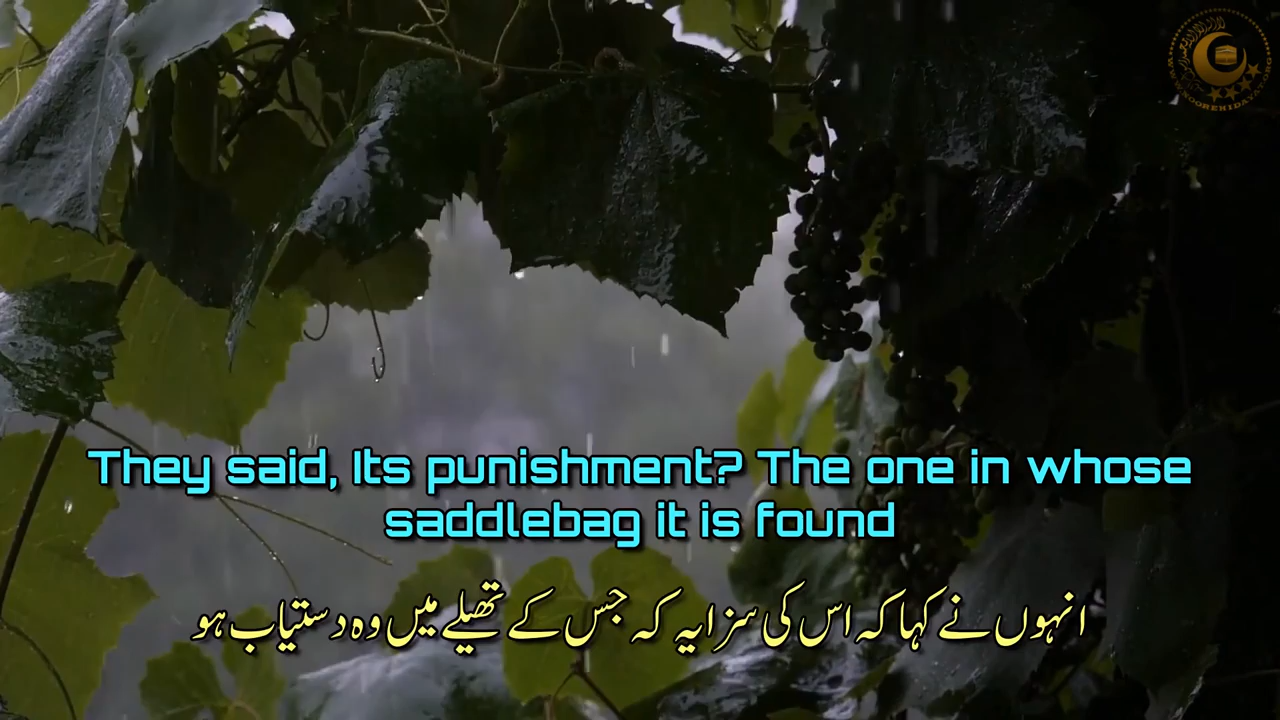 They said, Its punishment? The one in whose
saddlebag it is found
انہوں نے کہا کہ اس کی سزا یہ کہ جس کے تھیلے میں وہ دستیاب ہو